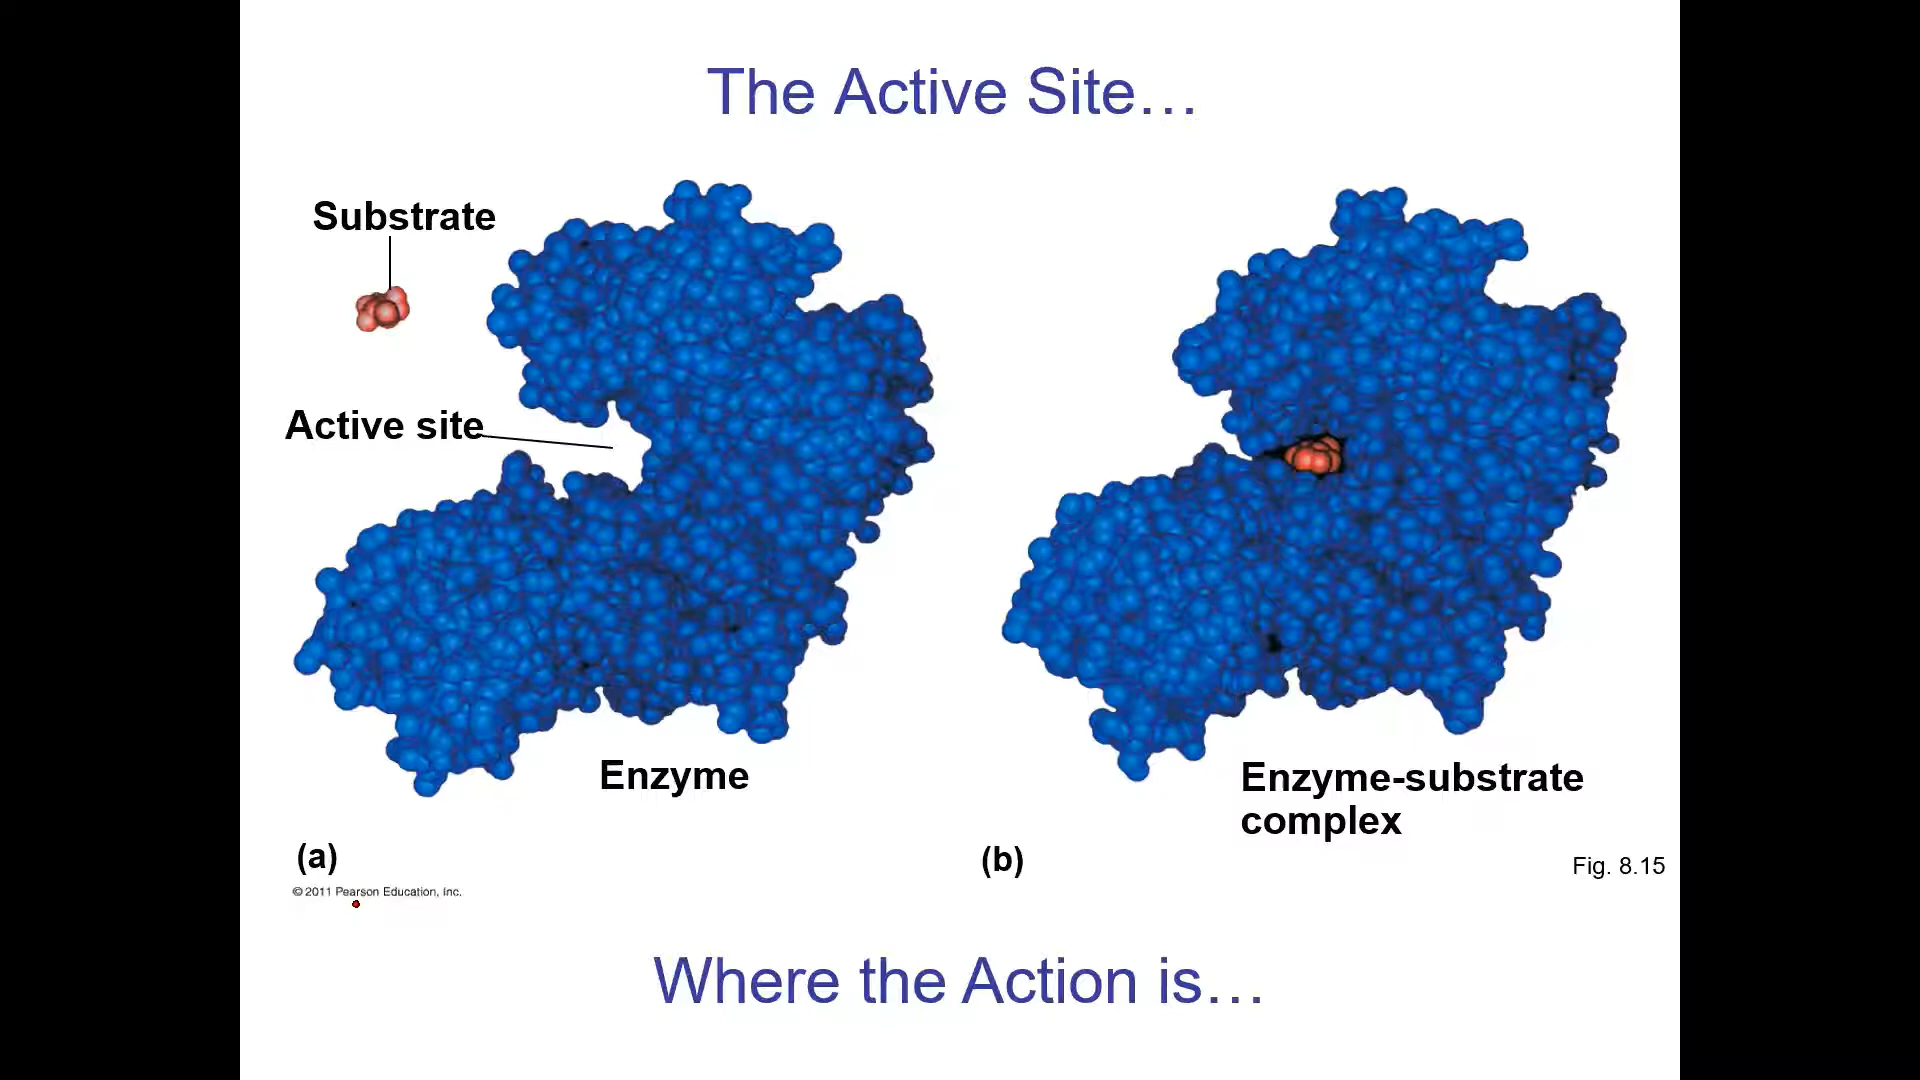 The Active Site…
Substrate
Active site
Enzyme
Enzyme-substrate
complex
(a)
(b)
Fig. 8.15
© 2011 Pearson Education, Inc.
Where the Action is…